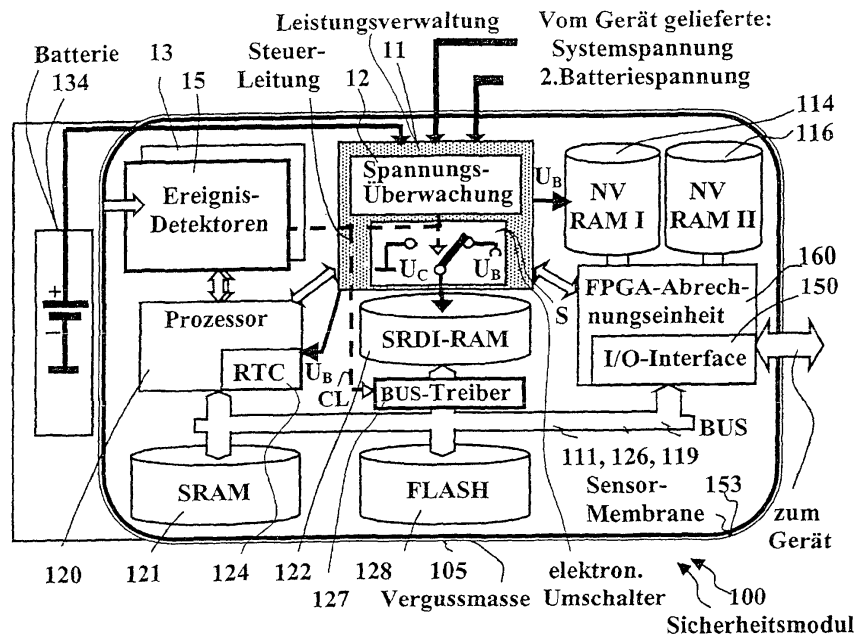 Leistungsverwaltung
Vom Gerät gelieferte:
Batterie
13
Steuer-
11
Systemspannung
134
15
Leitung
12
2.Batteriespannung
114
116
Ereignis-
Detektoren
Spannungs-
Überwachung
UB
NV
RAM I
NV
RAM II
UC
UB
+
–
S
160
FPGA-Abrech-
nungseinheit
150
Prozessor
SRDI-RAM
I/O-Interface
RTC
UB
CL
BUS-Treiber
BUS
111, 126, 119
SRAM
FLASH
Sensor-
153
Membrane
zum
Gerät
120
121
124
122
128
105
elektron.
127
Vergussmasse
Umschalter
100
Sicherheitsmodul